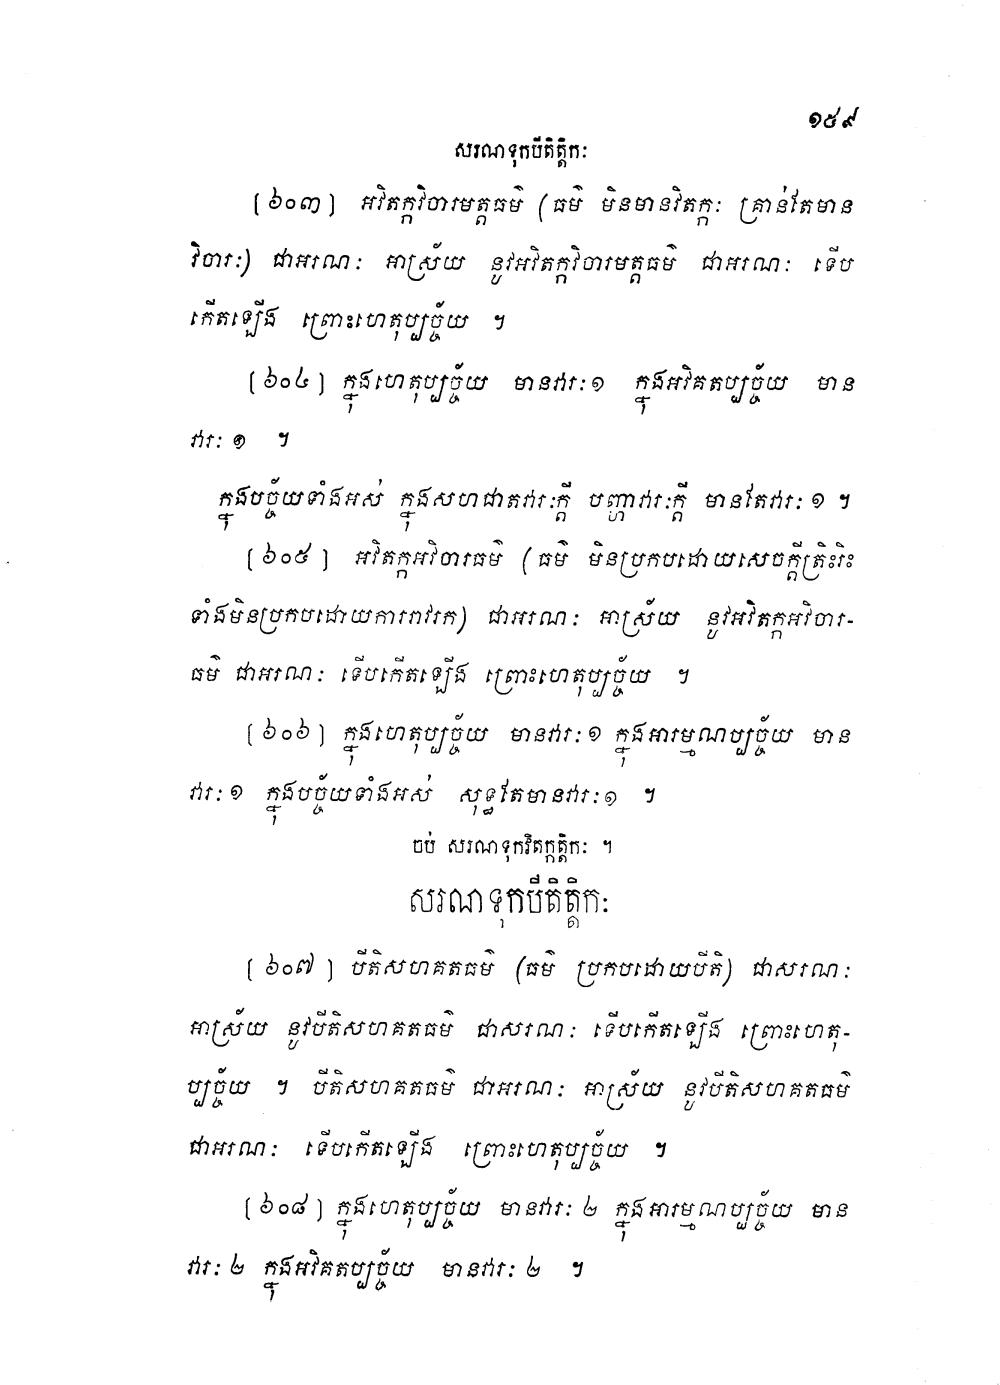 ១៥៩
សរណទុកបីតិត្តិកៈ
[៦០៣] អវិតក្កវិចារមត្តធម៌ (ធម៌ មិនមានវិតក្កៈ គ្រាន់តែមាន
វិចារៈ) ជាអរណៈ អាស្រ័យ នូវអវិតក្កវិចារមត្តធម៌ ជាអរណៈ ទើប
កើតឡើង ព្រោះហេតុប្បច្ច័យ ។
[៦០៤] ក្នុងហេតុប្បច្ច័យ មានវារៈ១ ក្នុងអវិគតប្បច្ច័យ មាន
វារៈ ១ ។
ក្នុងបច្ច័យទាំងអស់ ក្នុងសហជាតវារៈក្តី បញ្ហាវារៈក្តី មានតែវារៈ ១ ។
[៦០៥] អវិតក្កអវិចារធម៌ (ធម៌ មិនប្រកបដោយសេចក្តីត្រិះរិះ
ទាំងមិនប្រកបដោយការរាវរក) ជាអរណៈ អាស្រ័យ នូវអវិតក្កអវិចារ-
ធម៌ ជាអរណៈ ទើបកើតឡើង ព្រោះហេតុប្បច្ច័យ ។
[៦០៦] ក្នុងហេតុប្បច្ច័យ មានវារៈ១ ក្នុងអារម្មណប្បច្ច័យ មាន
វារៈ ១ ក្នុងបច្ច័យទាំងអស់ សុទ្ធតែមានវារៈ១ ។
ចប់ សរណទុកវិតក្កត្តិកៈ ។
សរណទុកបីតិត្តិកៈ
[៦០៧] បីតិសហគតធម៌ (ធម៌ ប្រកបដោយបីតិ) ជាសរណៈ
អាស្រ័យ នូវបីតិសហគតធម៌ ជាសរណៈ ទើបកើតឡើង ព្រោះហេតុ-
ប្បច្ច័យ ។ បីតិសហគតធម៌ ជាអរណៈ អាស្រ័យ នូវបីតិសហគតធម៌
ជាអរណៈ ទើបកើតឡើង ព្រោះហេតុប្បច្ច័យ ។
[៦០៨] ក្នុងហេតុប្បច្ច័យ មានវារៈ ២ ក្នុងអារម្មណប្បច្ច័យ មាន
វារៈ ២ ក្នុងអវិគតប្បច្ច័យ មានវារៈ ២ ។